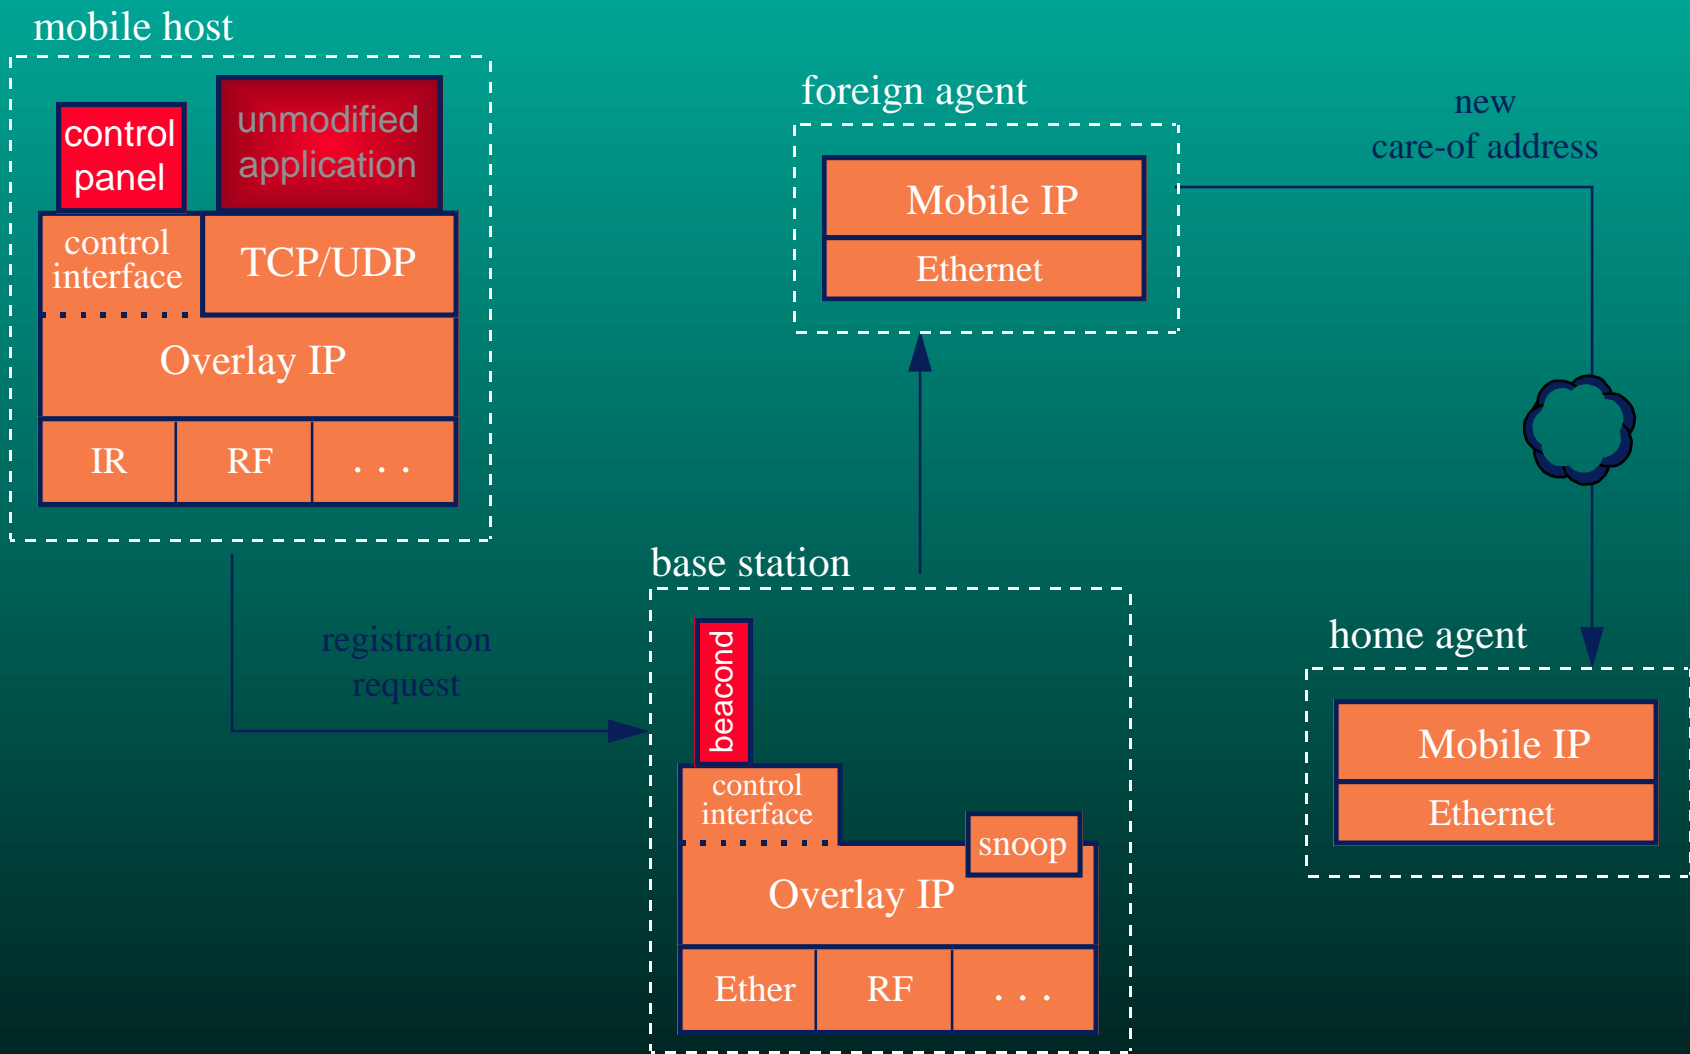 mobile host
control
panel
unmodified
application
control
interface
TCP/UDP
Overlay IP
IR
RF
. . .
registration
request
base station
beacond
control
interface
snoop
Overlay IP
Ether
RF
. . .
foreign agent
Mobile IP
Ethernet
new
care-of address
home agent
Mobile IP
Ethernet